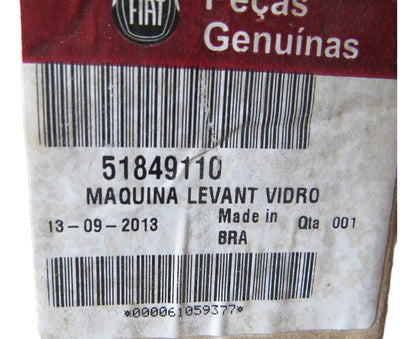 FIAT
Peças
Genuínas
51849110
MAQUINA LEVANT VIDRO
13-09-2013 Made in BRA Qta 001
*000061059377*